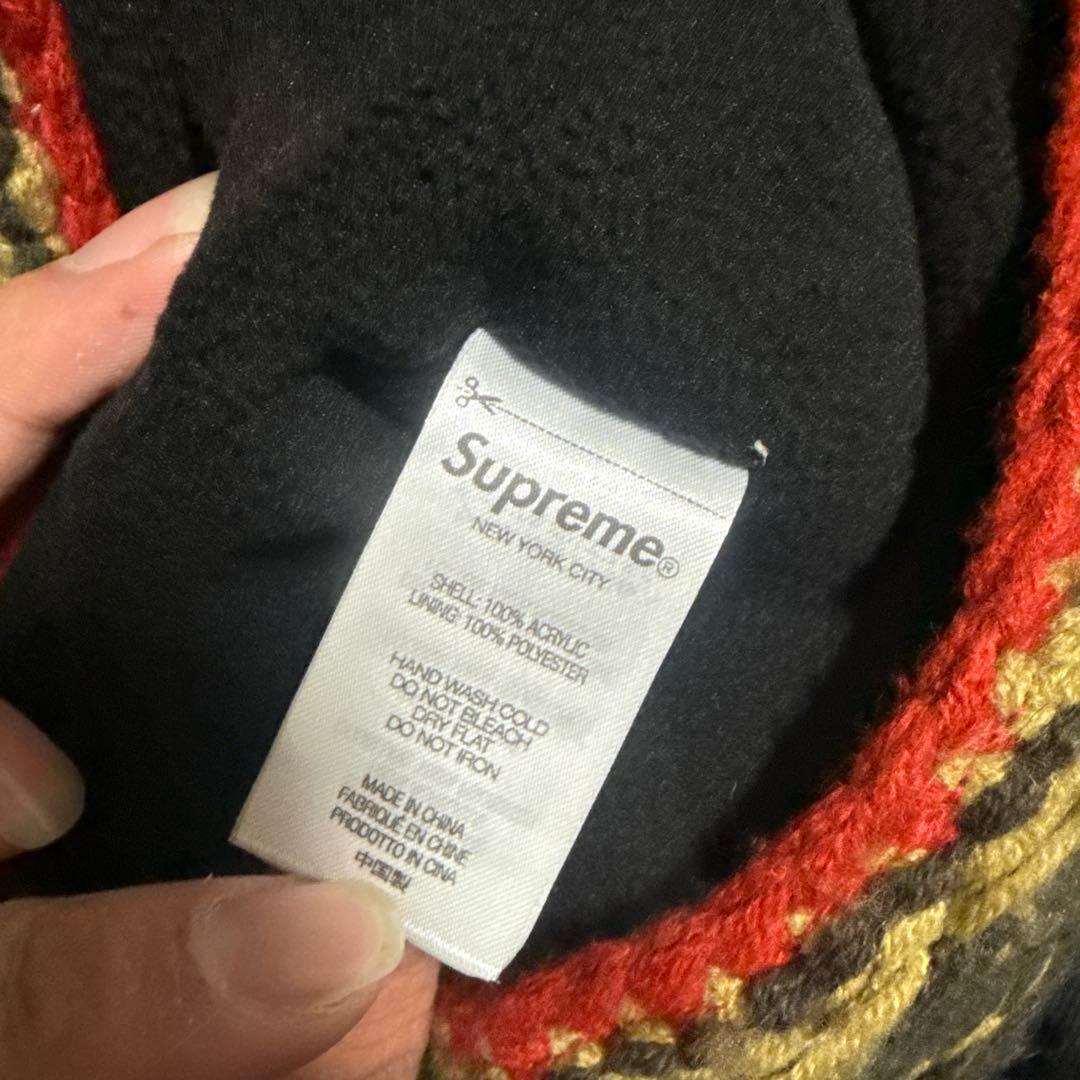 Supreme®
NEW YORK CITY
SHELL: 100% ACRYLIC
LINING: 100% POLYESTER
HAND WASH COLD
DO NOT BLEACH
DRY FLAT
DO NOT IRON
MADE IN CHINA
FABRIQUÉ EN CHINE
PRODOTTO IN CINA
中国製